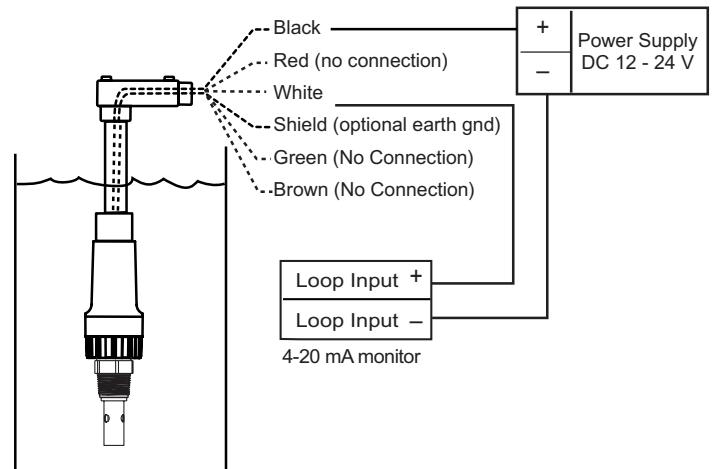 Black
Red (no connection)
White
Shield (optional earth gnd)
Green (No Connection)
Brown (No Connection)
+
–
Power Supply
DC 12 - 24 V
Loop Input +
Loop Input –
4-20 mA monitor